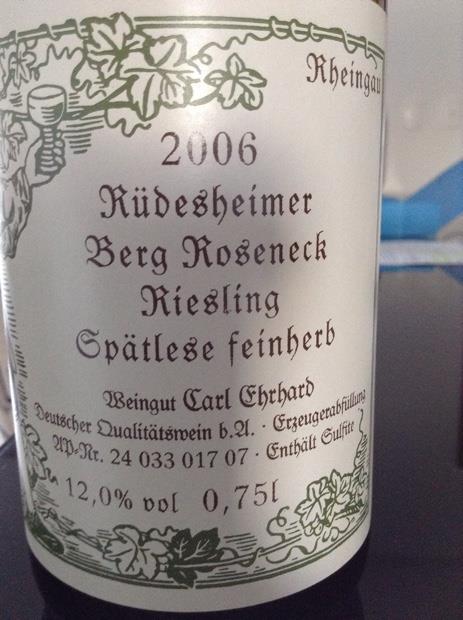 Rheingau
2006
Rüdesheimer
Berg Roseneck
Riesling
Spätlese feinherb
Weingut Carl Ehrhard
Deutscher Qualitätswein b.A. · Erzeugerabfüllung
AP-Nr. 24 033 017 07 · Enthält Sulfite
12,0% vol 0,75l